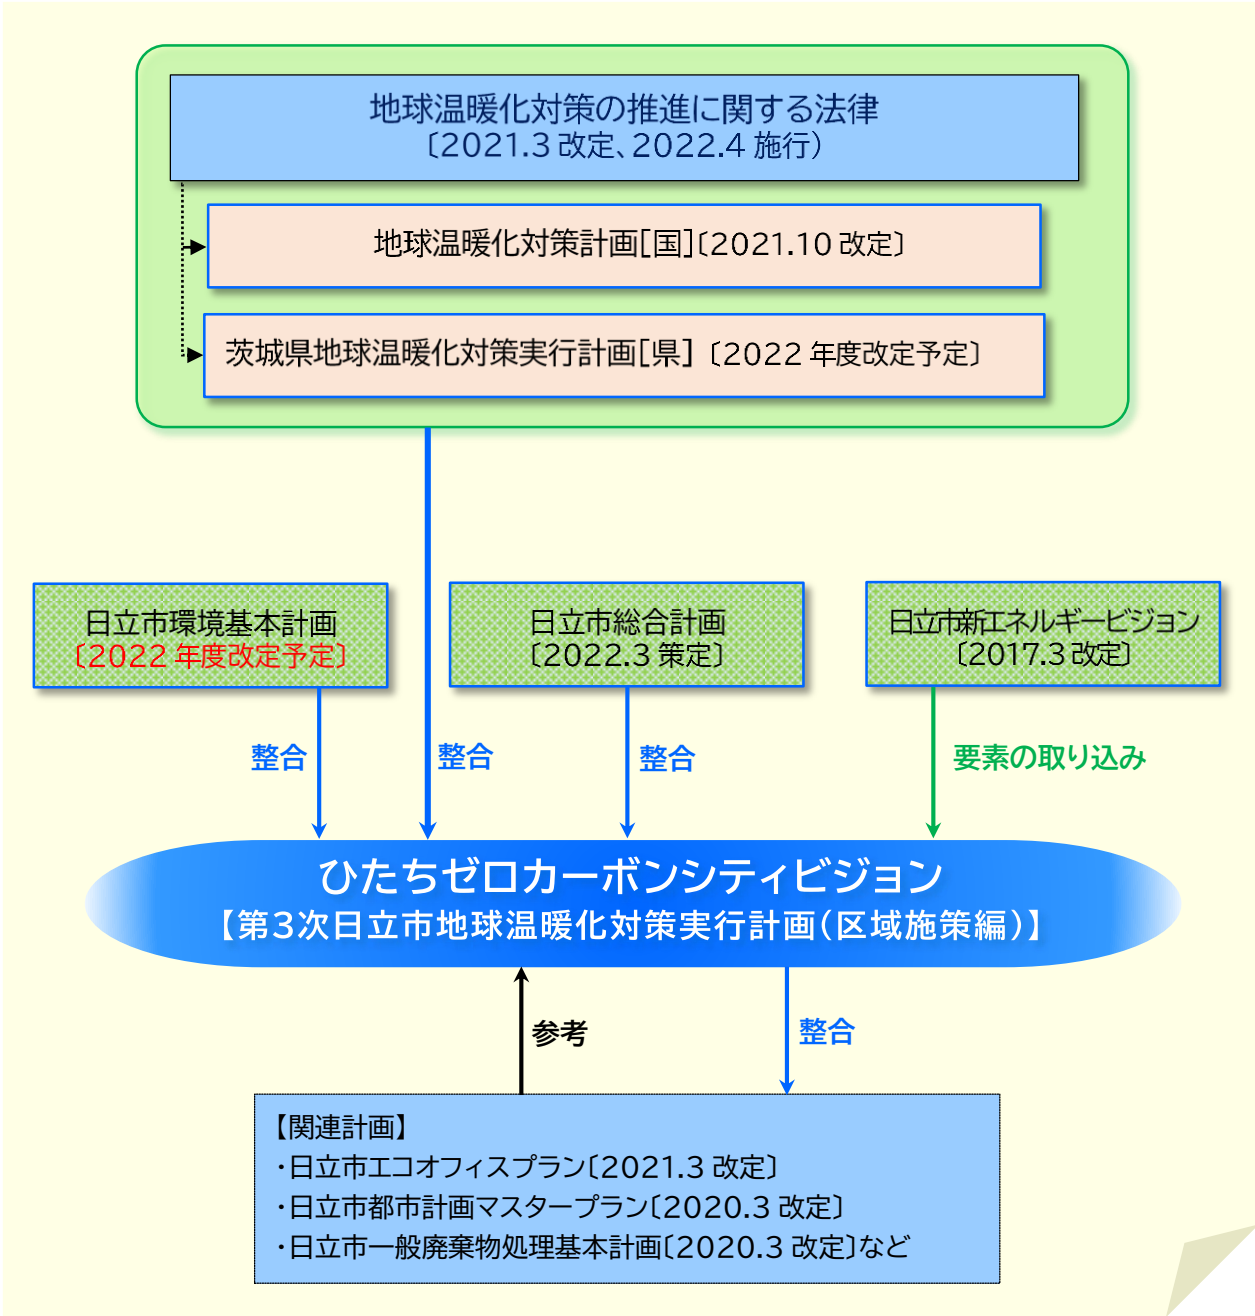 地球温暖化対策の推進に関する法律
〔2021.3 改定、2022.4 施行）
地球温暖化対策計画[国]〔2021.10 改定〕
茨城県地球温暖化対策実行計画[県]〔2022 年度改定予定〕
日立市環境基本計画
〔2022 年度改定予定〕
日立市総合計画
〔2022.3 策定〕
日立市新エネルギービジョン
〔2017.3 改定〕
整合
整合
整合
要素の取り込み
ひたちゼロカーボンシティビジョン
【第3次日立市地球温暖化対策実行計画(区域施策編)】
参考
整合
【関連計画】
・日立市エコオフィスプラン〔2021.3 改定〕
・日立市都市計画マスタープラン〔2020.3 改定〕
・日立市一般廃棄物処理基本計画〔2020.3 改定〕など